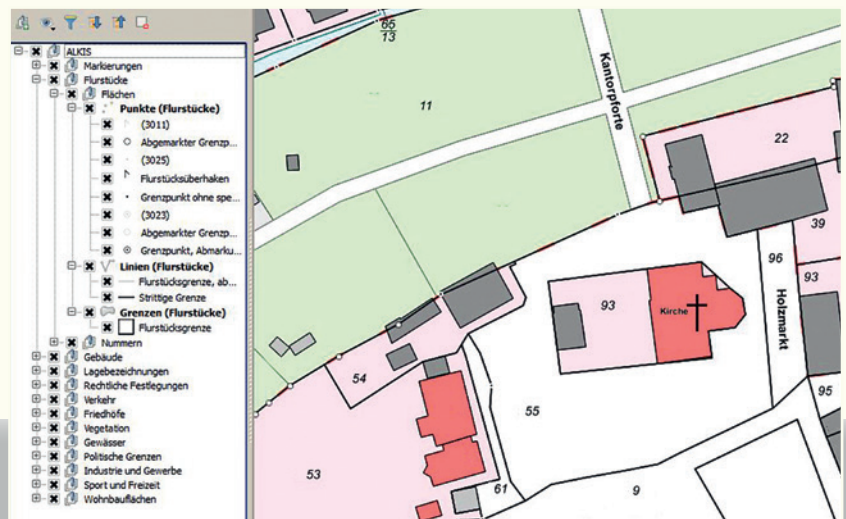 ALKIS
Markierungen
Flurstücke
Flächen
Punkte (Flurstücke)
(3011)
Abgemarkter Grenzp...
(3025)
Flurstücksüberhaken
Grenzpunkt ohne spe...
(3023)
Abgemarkter Grenzp...
Grenzpunkt, Abmarku...
Linien (Flurstücke)
Flurstücksgrenze, ab...
Strittige Grenze
Grenzen (Flurstücke)
Flurstücksgrenze
Nummern
Gebäude
Lagebezeichnungen
Rechtliche Festlegungen
Verkehr
Friedhöfe
Vegetation
Gewässer
Politische Grenzen
Industrie und Gewerbe
Sport und Freizeit
Wohnbauflächen
65
13
Kantorpforte
11
22
39
96
93
93
Kirche
Holzmarkt
54
55
95
53
61
9